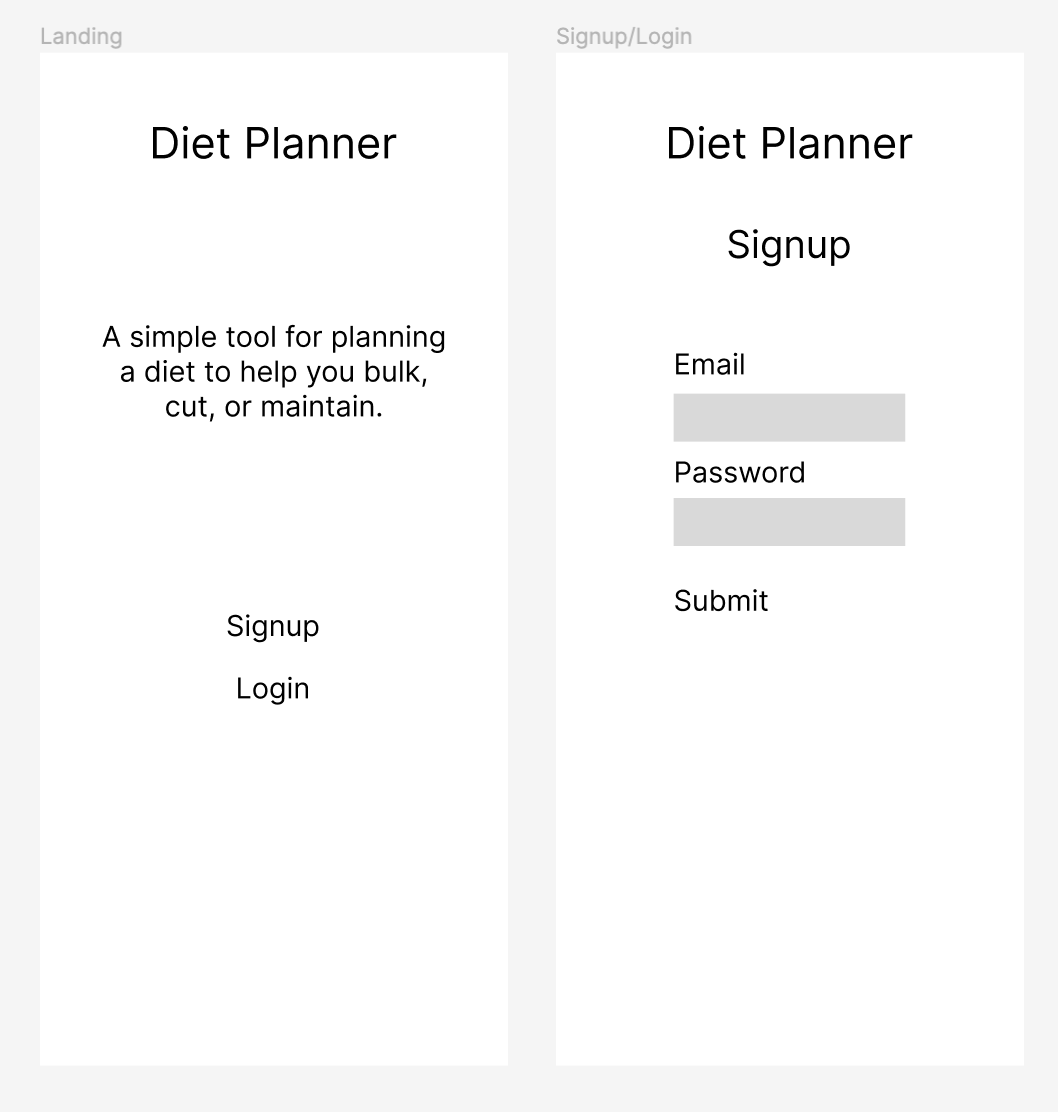 Landing
Diet Planner
A simple tool for planning
a diet to help you bulk,
cut, or maintain.
Signup
Login
Signup/Login
Diet Planner
Signup
Email
Password
Submit